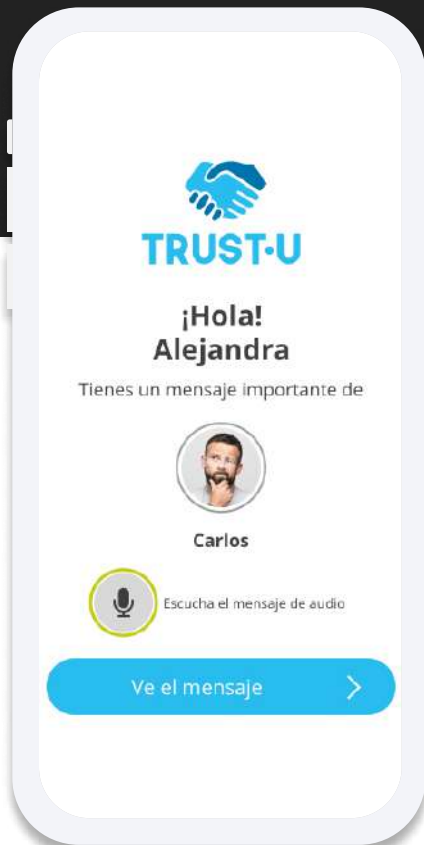 TRUST·U
¡Hola!
Alejandra
Tienes un mensaje importante de
Carlos
Escucha el mensaje de audio
Ve el mensaje